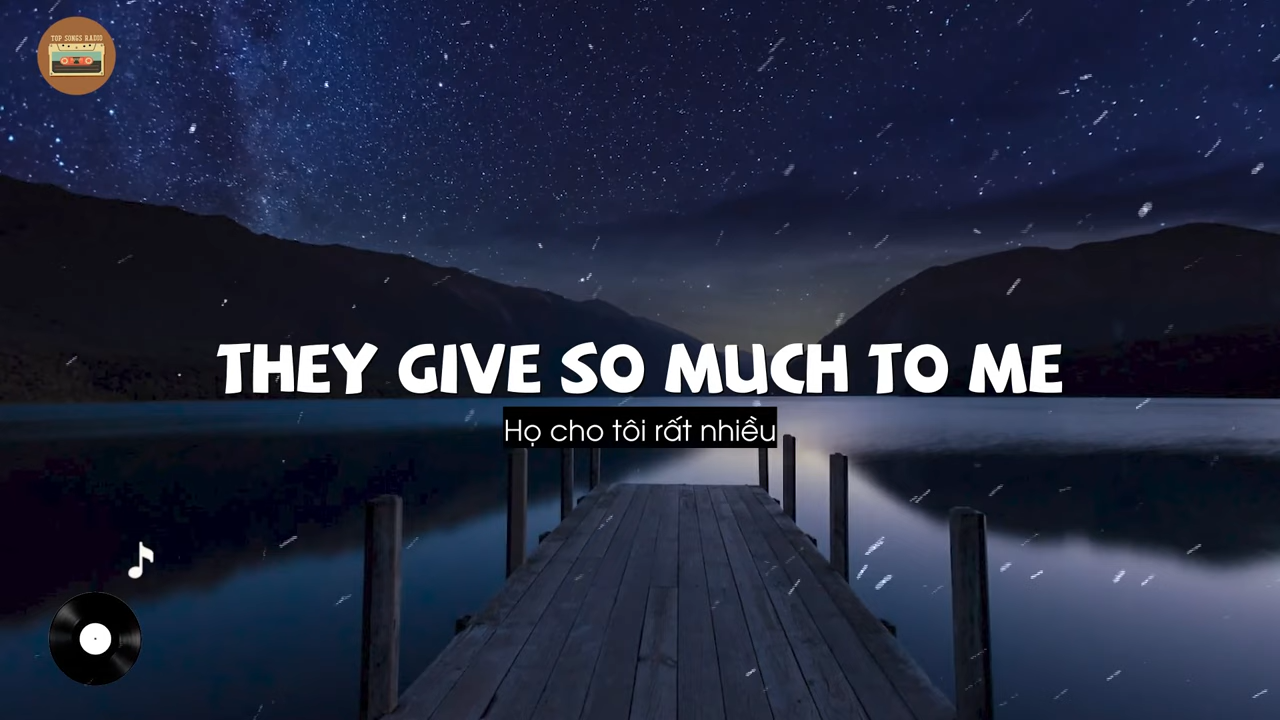 TOP SONGS RADIO
THEY GIVE SO MUCH TO ME
Họ cho tôi rất nhiều